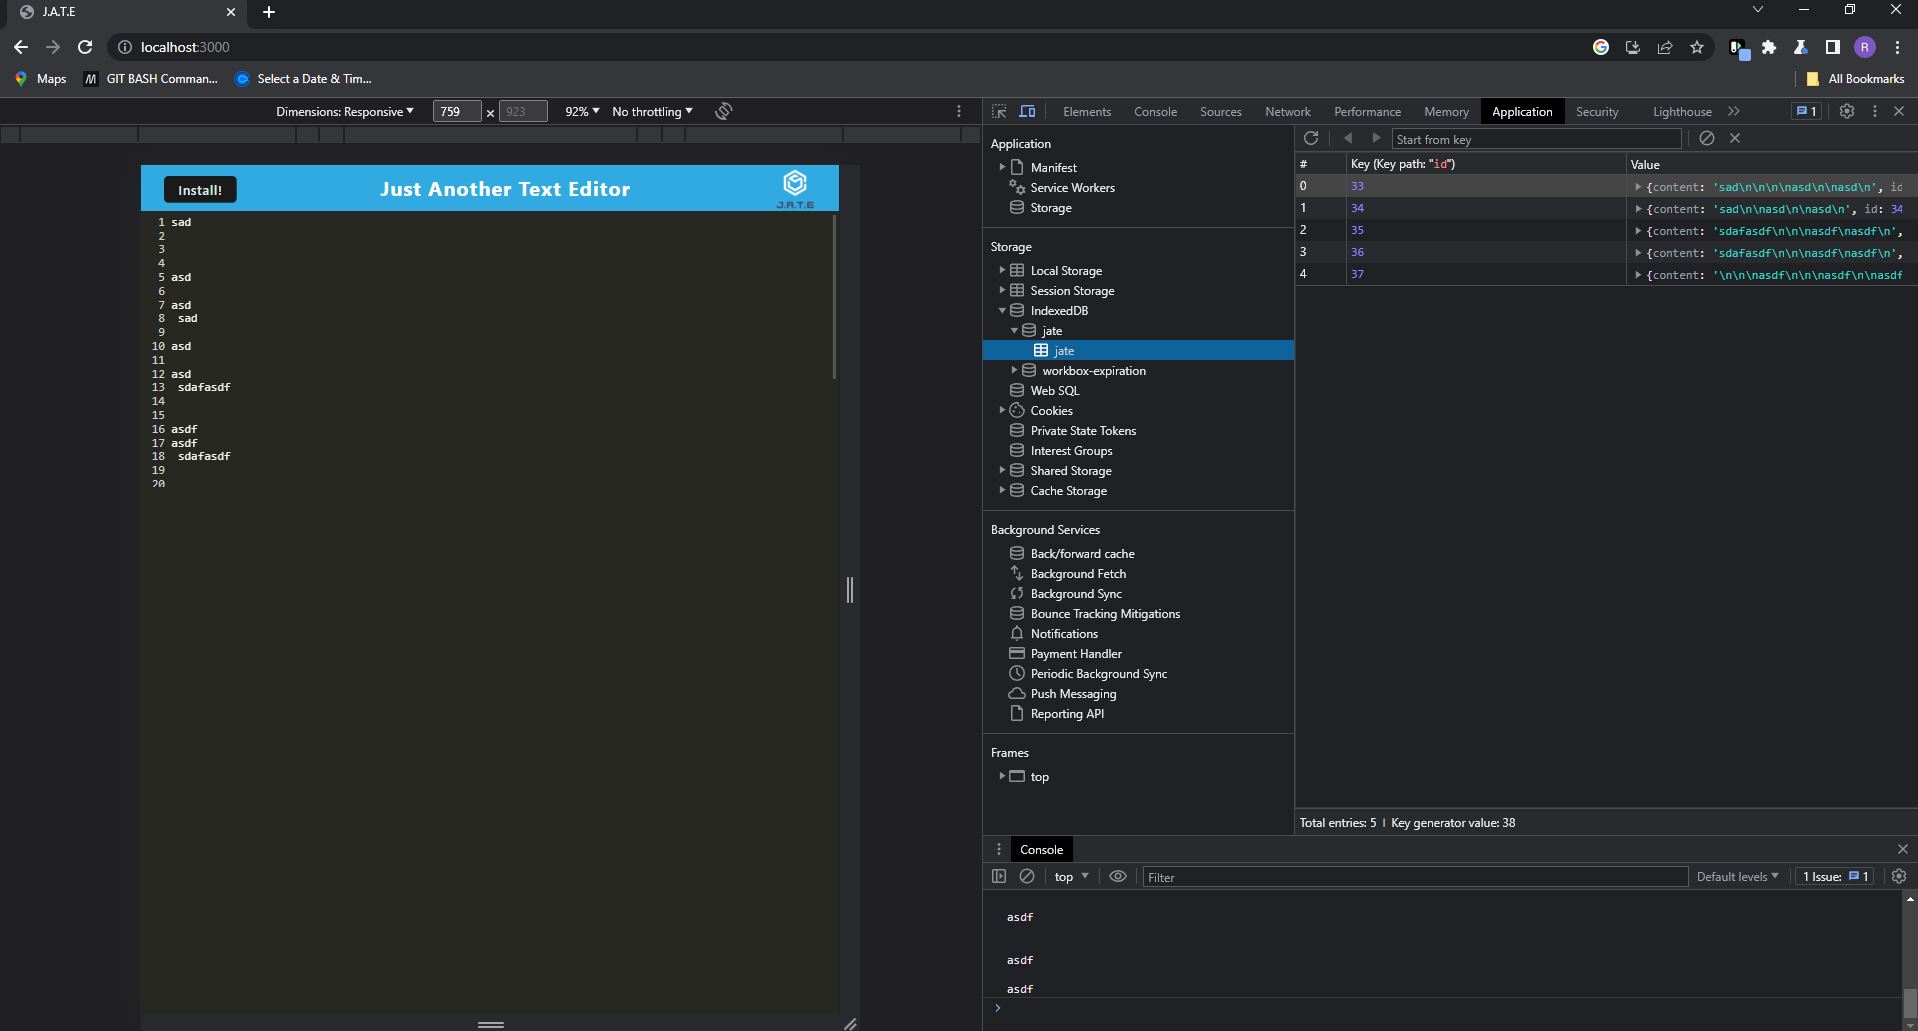 J.A.T.E
localhost:3000
R
Maps
GIT BASH Comman...
Select a Date & Tim...
All Bookmarks
Dimensions: Responsive
759 × 923
92%
No throttling
Elements Console Sources Network Performance Memory Application Security Lighthouse
1
Install!
Just Another Text Editor
J.A.T.E
1 sad
2
3
4
5 asd
6
7 asd
8 sad
9
10 asd
11
12 asd
13 sdafasdf
14
15
16 asdf
17 asdf
18 sdafasdf
19
20
Application
Manifest
Service Workers
Storage
Storage
Local Storage
Session Storage
IndexedDB
jate
jate
workbox-expiration
Web SQL
Cookies
Private State Tokens
Interest Groups
Shared Storage
Cache Storage
Background Services
Back/forward cache
Background Fetch
Background Sync
Bounce Tracking Mitigations
Notifications
Payment Handler
Periodic Background Sync
Push Messaging
Reporting API
Frames
top
Start from key
# Key (Key path: "id") Value
0 33 {content: 'sad\n\n\n\nasd\n\nasd\n', id
1 34 {content: 'sad\n\nasd\n\nasd\n', id: 34
2 35 {content: 'sdafasdf\n\n\nasdf\nasdf\n',
3 36 {content: 'sdafasdf\n\n\nasdf\nasdf\n',
4 37 {content: '\n\n\nasdf\n\n\nasdf\n\nasdf
Total entries: 5 | Key generator value: 38
Console
top
Filter
Default levels
1 Issue: 1
asdf
asdf
asdf